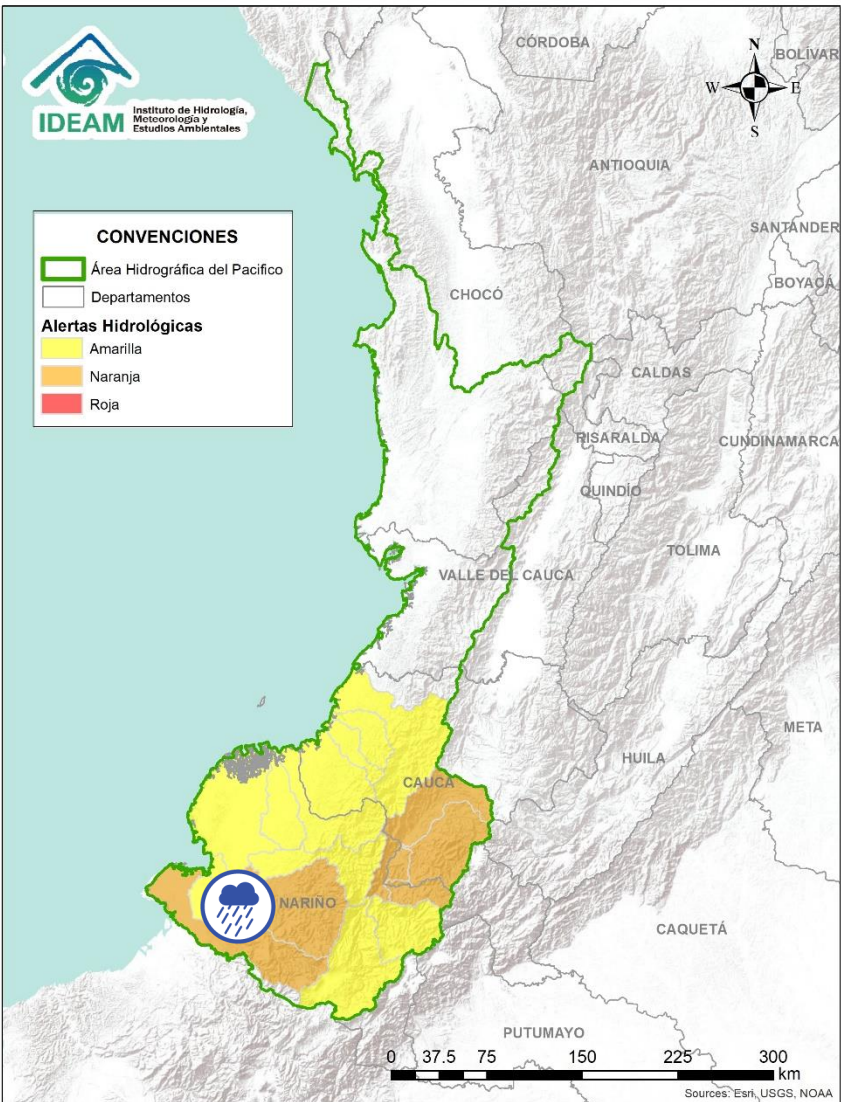 IDEAM
Instituto de Hidrología,
Meteorología y
Estudios Ambientales
CÓRDOBA
BOLÍVAR
N
W
E
S
ANTIOQUIA
SANTANDER
BOYACÁ
CONVENCIONES
Área Hidrográfica del Pacifico
Departamentos
Alertas Hidrológicas
Amarilla
Naranja
Roja
CHOCÓ
CALDAS
RISARALDA
CUNDINAMARCA
QUINDÍO
TOLIMA
VALLE DEL CAUCA
META
HUILA
CAUCA
NARIÑO
CAQUETÁ
PUTUMAYO
0 37.5 75 150 225 300
km
Sources: Esri, USGS, NOAA